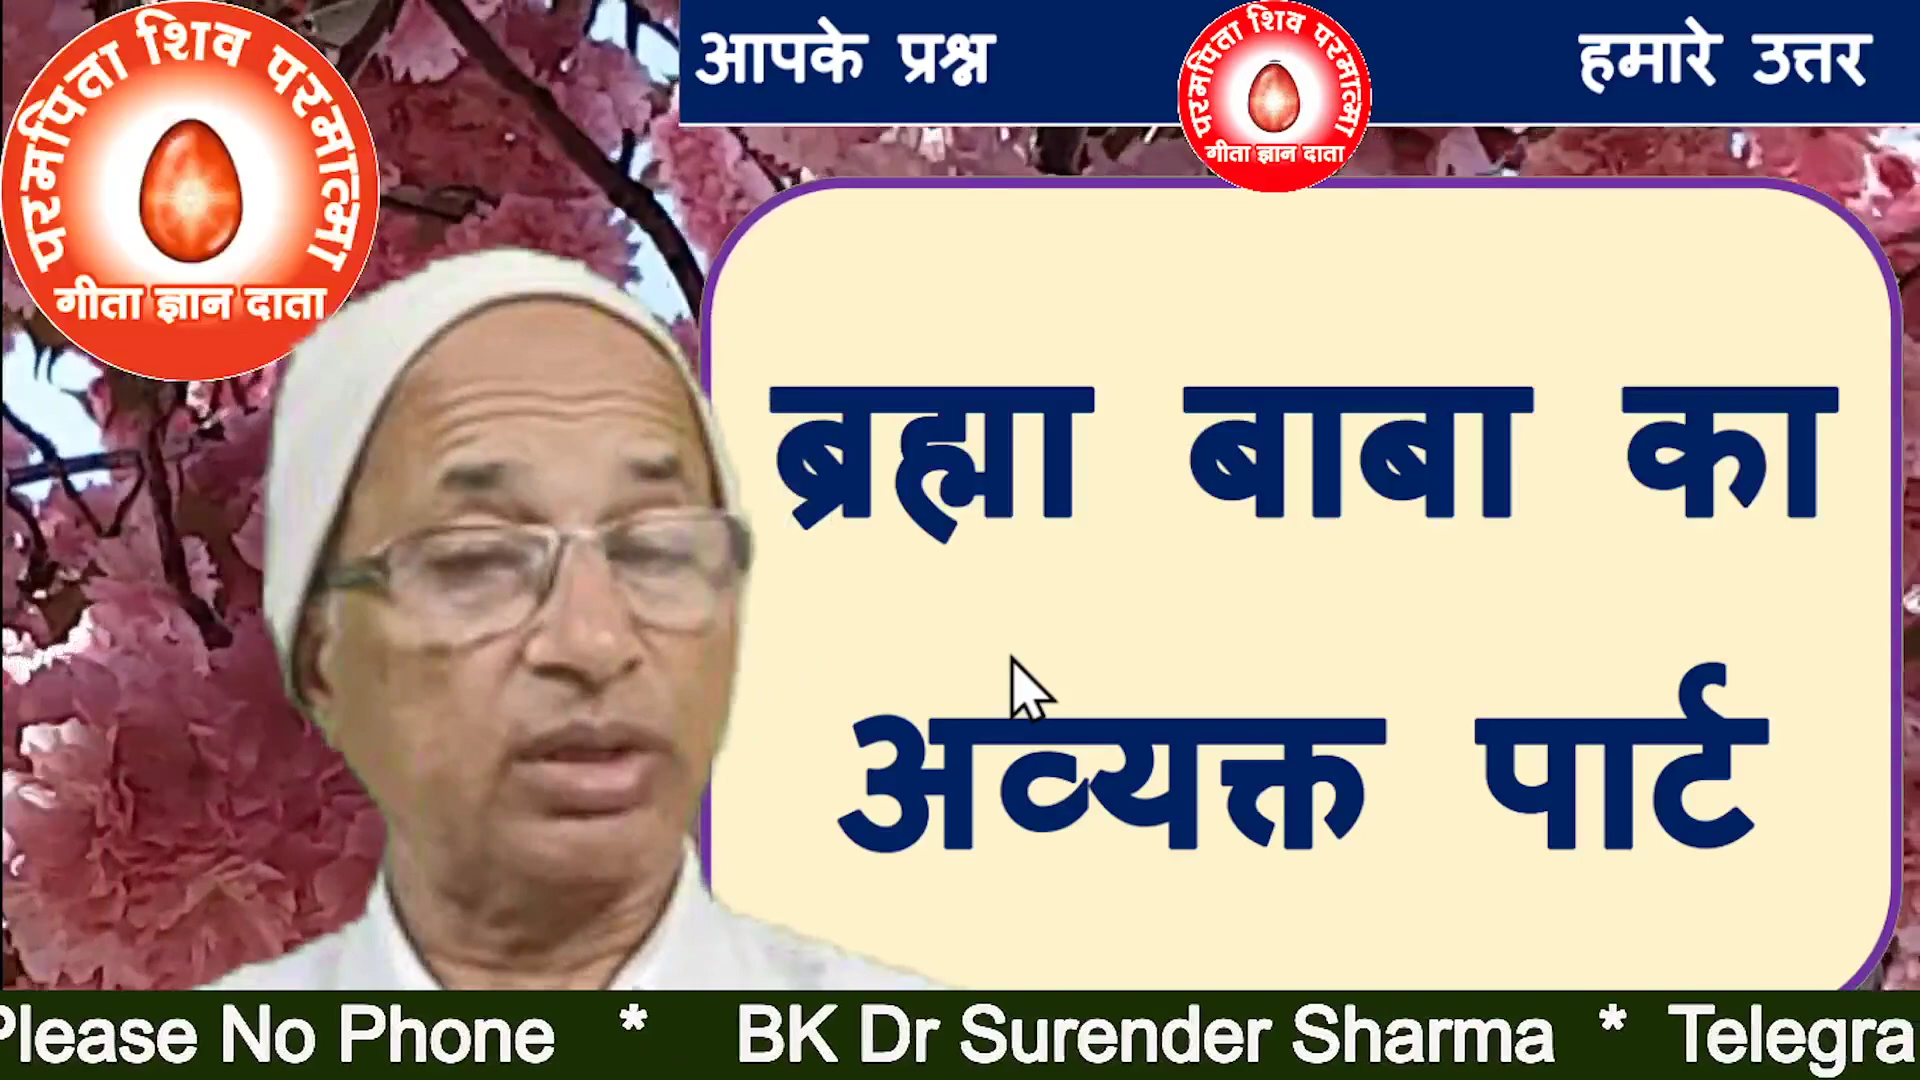 परमपिता शिव परमात्मा
गीता ज्ञान दाता
आपके प्रश्न
परमपिता शिव परमात्मा
गीता ज्ञान दाता
हमारे उत्तर
ब्रह्मा बाबा का
अव्यक्त पार्ट
Please No Phone * BK Dr Surender Sharma * Telegra